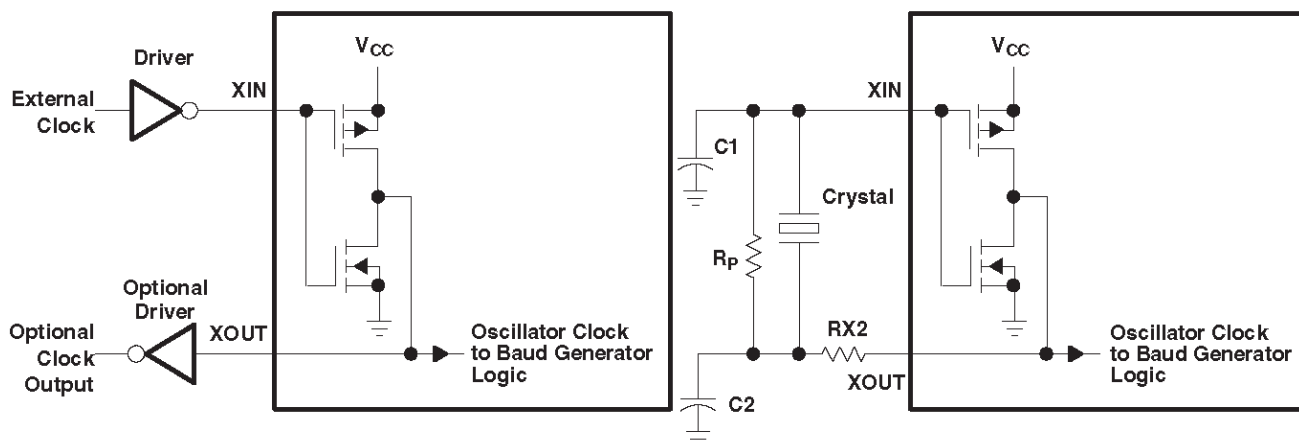 Driver
External
Clock
XIN
VCC
Optional
Driver
Optional
Clock
Output
XOUT
Oscillator Clock
to Baud Generator
Logic
C1
RP
Crystal
C2
RX2
XIN
XOUT
VCC
Oscillator Clock
to Baud Generator
Logic